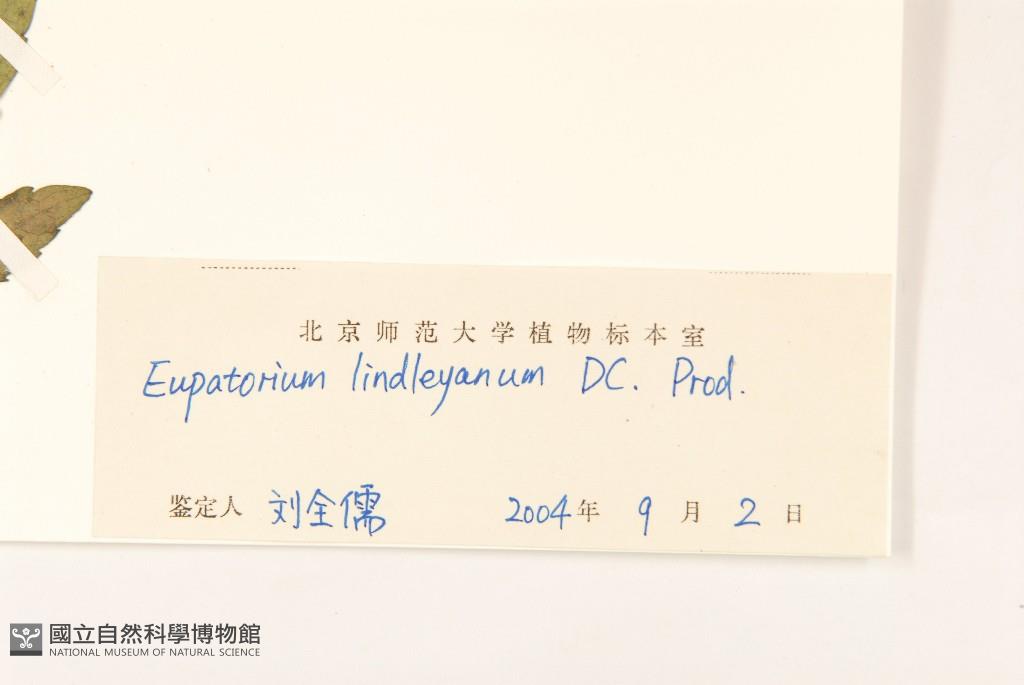 北京师范大学植物标本室
Eupatorium lindleyanum DC. Prod.
鉴定人 刘全儒 2004年 9月 2日
國立自然科學博物館
NATIONAL MUSEUM OF NATURAL SCIENCE